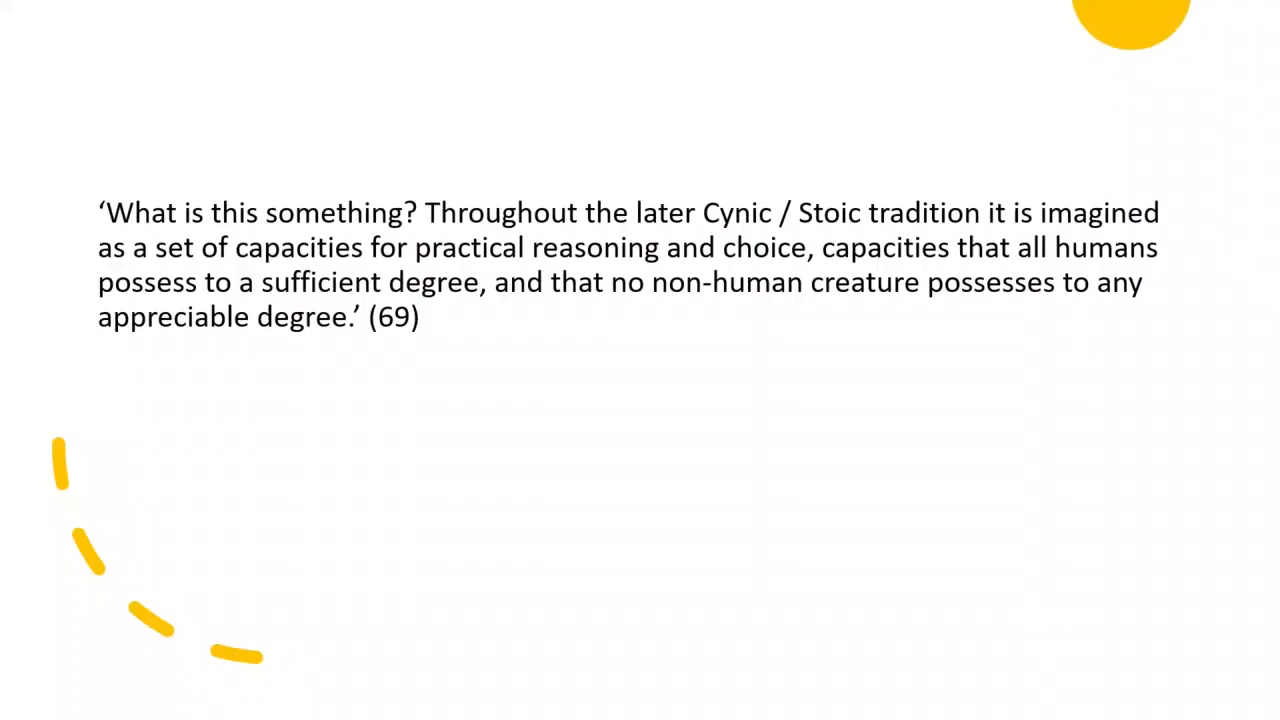 ‘What is this something? Throughout the later Cynic / Stoic tradition it is imagined
as a set of capacities for practical reasoning and choice, capacities that all humans
possess to a sufficient degree, and that no non-human creature possesses to any
appreciable degree.’ (69)